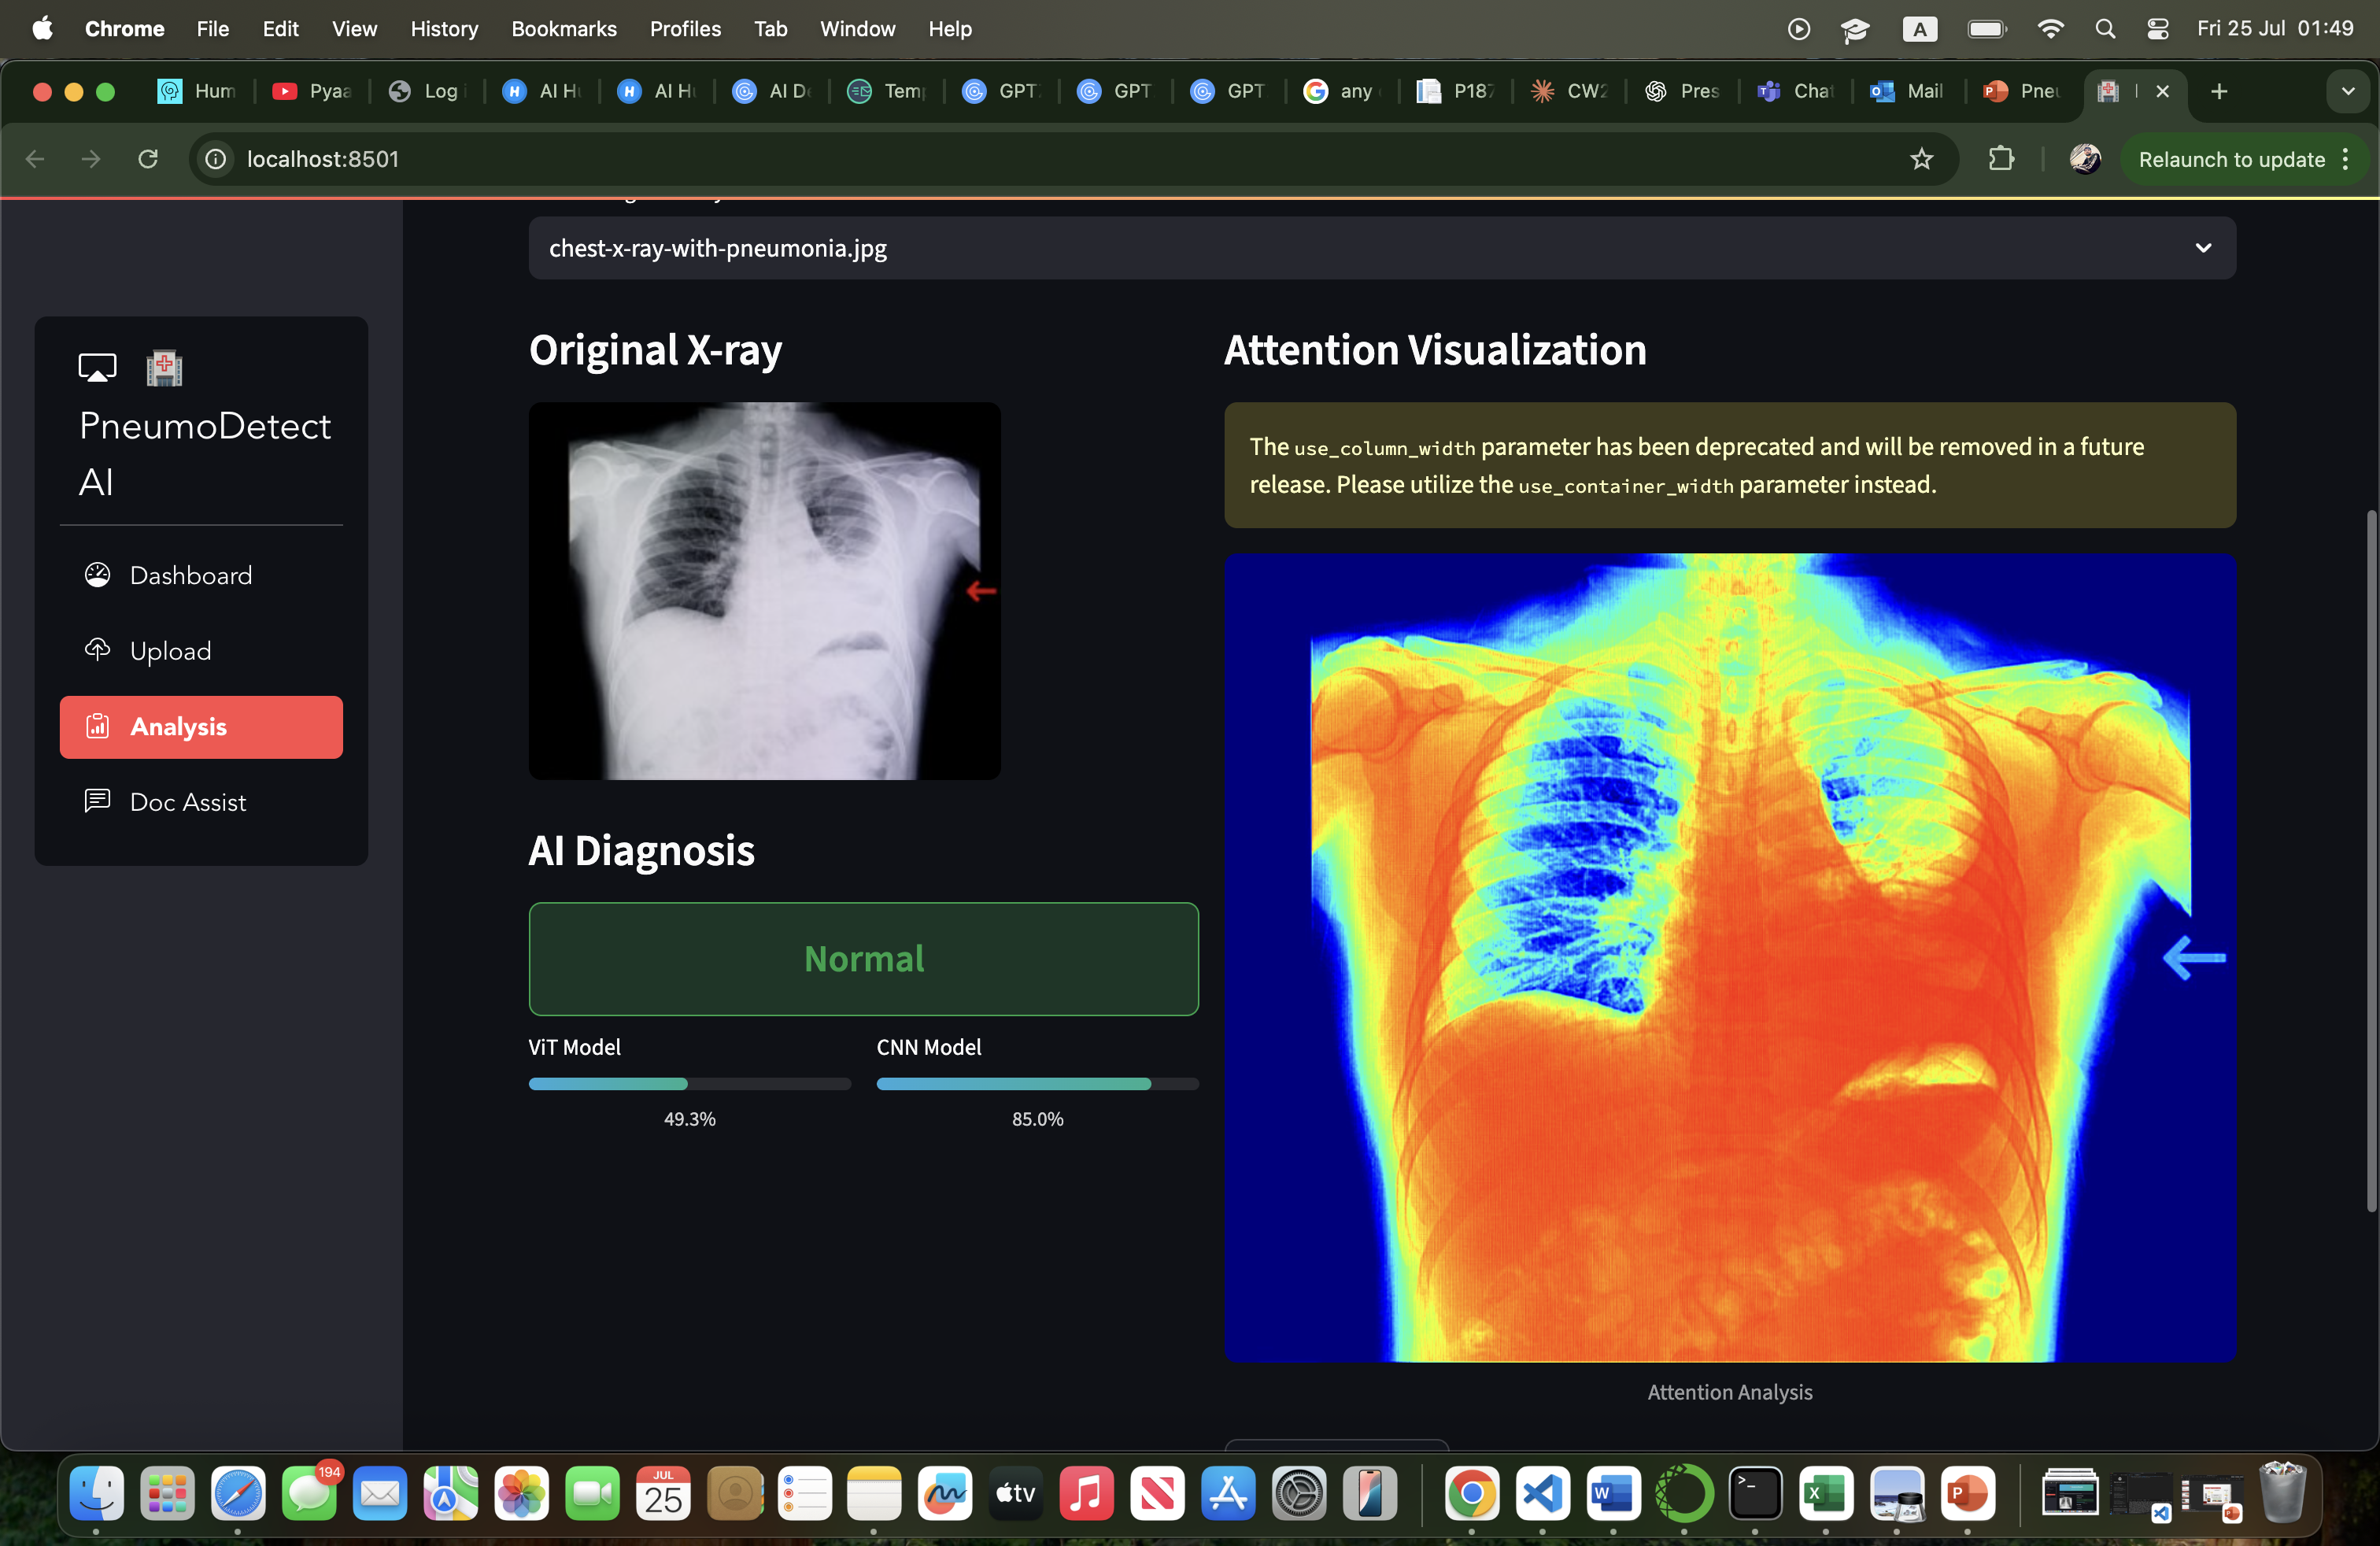 Chrome File Edit View History Bookmarks Profiles Tab Window Help A Fri 25 Jul 01:49
Hum Pyaa Log i AI H AI H AI De Temp GPT GPT GPT any P187 CW2 Pres Chat Mail Pneu
localhost:8501 Relaunch to update
chest-x-ray-with-pneumonia.jpg
PneumoDetect
AI
Dashboard
Upload
Analysis
Doc Assist
Original X-ray
AI Diagnosis
Normal
ViT Model CNN Model
49.3% 85.0%
Attention Visualization
The use_column_width parameter has been deprecated and will be removed in a future
release. Please utilize the use_container_width parameter instead.
Attention Analysis
194
JUL
25
tv